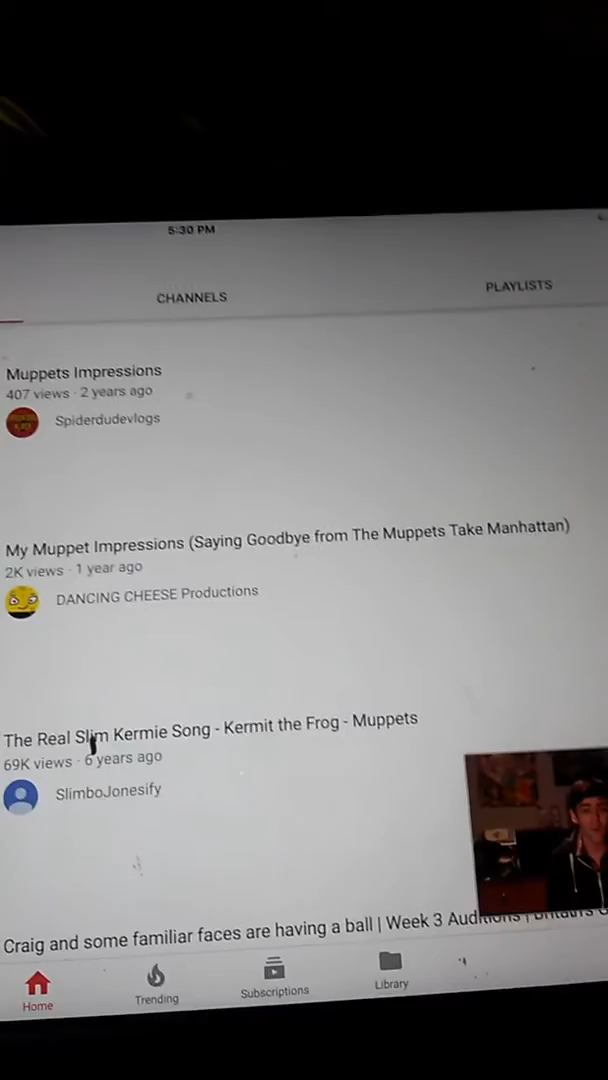 5:30 PM
CHANNELS
PLAYLISTS
Muppets Impressions
407 views · 2 years ago
Spiderdudevlogs
My Muppet Impressions (Saying Goodbye from The Muppets Take Manhattan)
2K views · 1 year ago
DANCING CHEESE Productions
The Real Slim Kermie Song - Kermit the Frog - Muppets
69K views · 6 years ago
SlimboJonesify
Craig and some familiar faces are having a ball | Week 3 Auditions |
Home
Trending
Subscriptions
Library